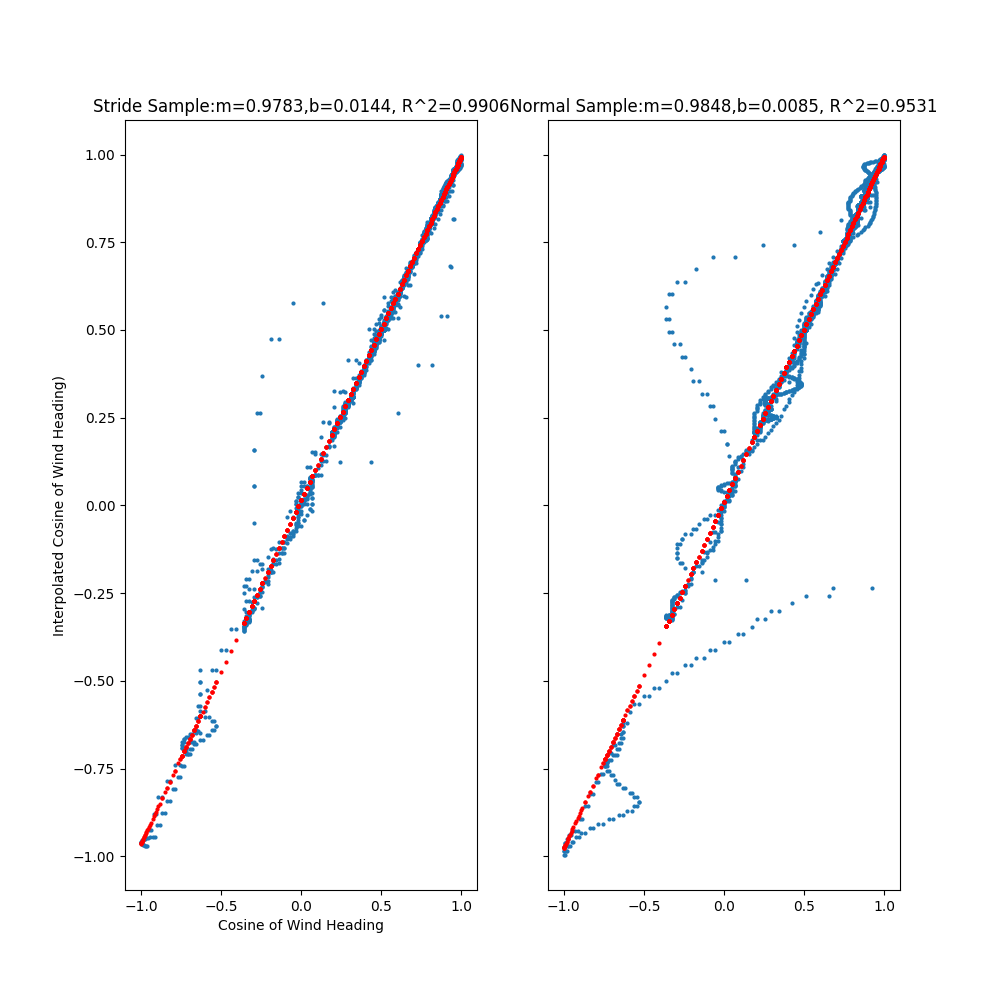 Stride Sample:m=0.9783,b=0.0144, R^2=0.9906
Normal Sample:m=0.9848,b=0.0085, R^2=0.9531
1.00
0.75
0.50
0.25
0.00
−0.25
−0.50
−0.75
−1.00
Interpolated Cosine of Wind Heading)
−1.0 −0.5 0.0 0.5 1.0
−1.0 −0.5 0.0 0.5 1.0
Cosine of Wind Heading